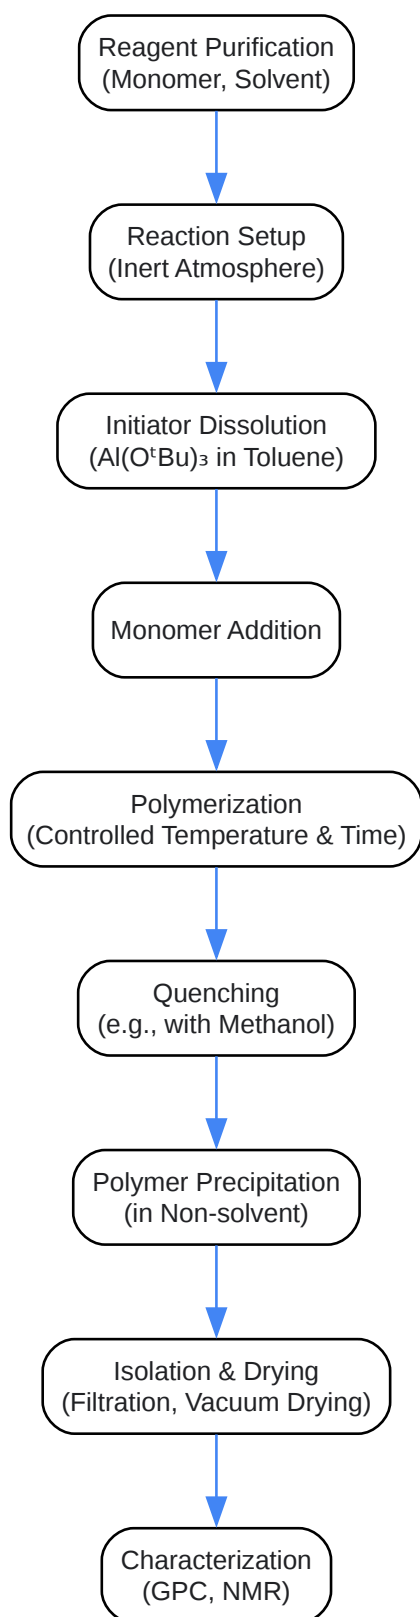 Reagent Purification
(Monomer, Solvent)
Reaction Setup
(Inert Atmosphere)
Initiator Dissolution
(Al(OᵗBu)₃ in Toluene)
Monomer Addition
Polymerization
(Controlled Temperature & Time)
Quenching
(e.g., with Methanol)
Polymer Precipitation
(in Non-solvent)
Isolation & Drying
(Filtration, Vacuum Drying)
Characterization
(GPC, NMR)